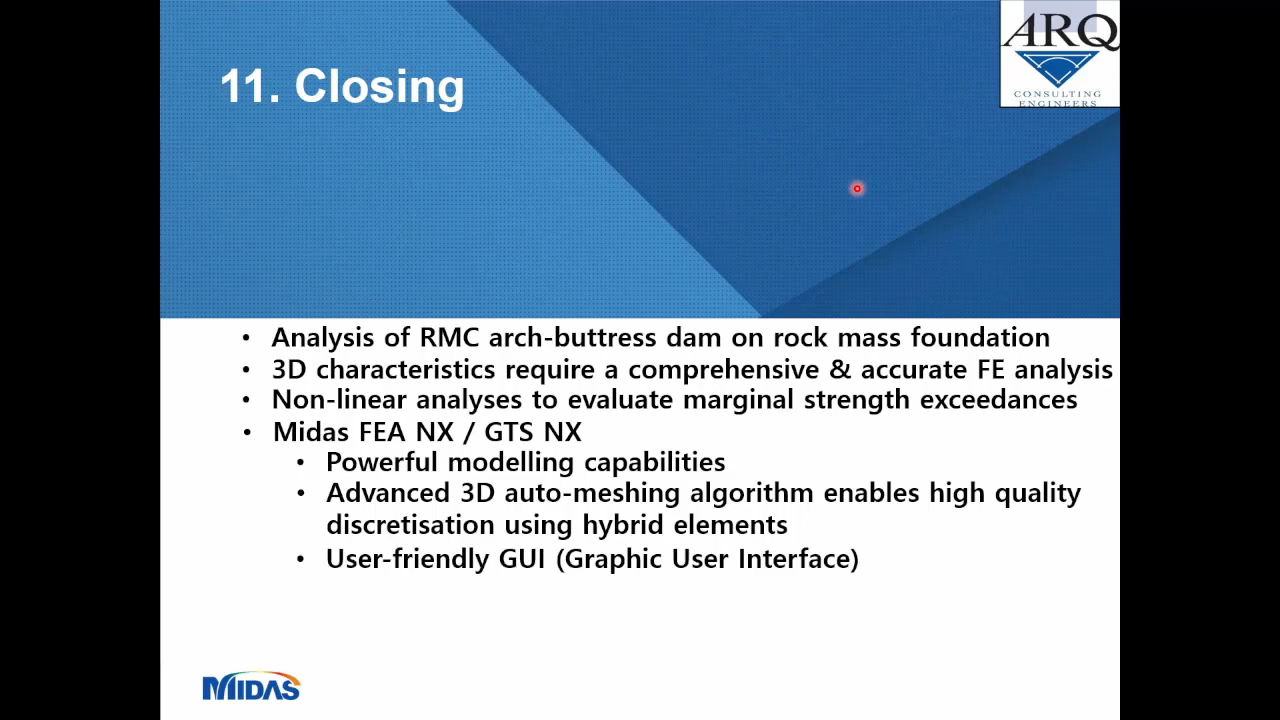 ARQ
CONSULTING
ENGINEERS
11. Closing
• Analysis of RMC arch-buttress dam on rock mass foundation
• 3D characteristics require a comprehensive & accurate FE analysis
• Non-linear analyses to evaluate marginal strength exceedances
• Midas FEA NX / GTS NX
• Powerful modelling capabilities
• Advanced 3D auto-meshing algorithm enables high quality
discretisation using hybrid elements
• User-friendly GUI (Graphic User Interface)
MIDAS